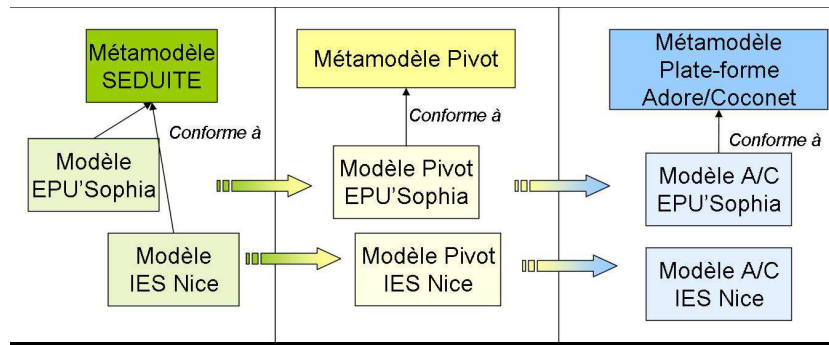 Métamodèle
SEDUITE
Conforme à
Modèle
EPU'Sophia
Modèle
IES Nice
Métamodèle Pivot
Conforme à
Modèle Pivot
EPU'Sophia
Modèle Pivot
IES Nice
Métamodèle
Plate-forme
Adore/Coconet
Conforme à
Modèle A/C
EPU'Sophia
Modèle A/C
IES Nice